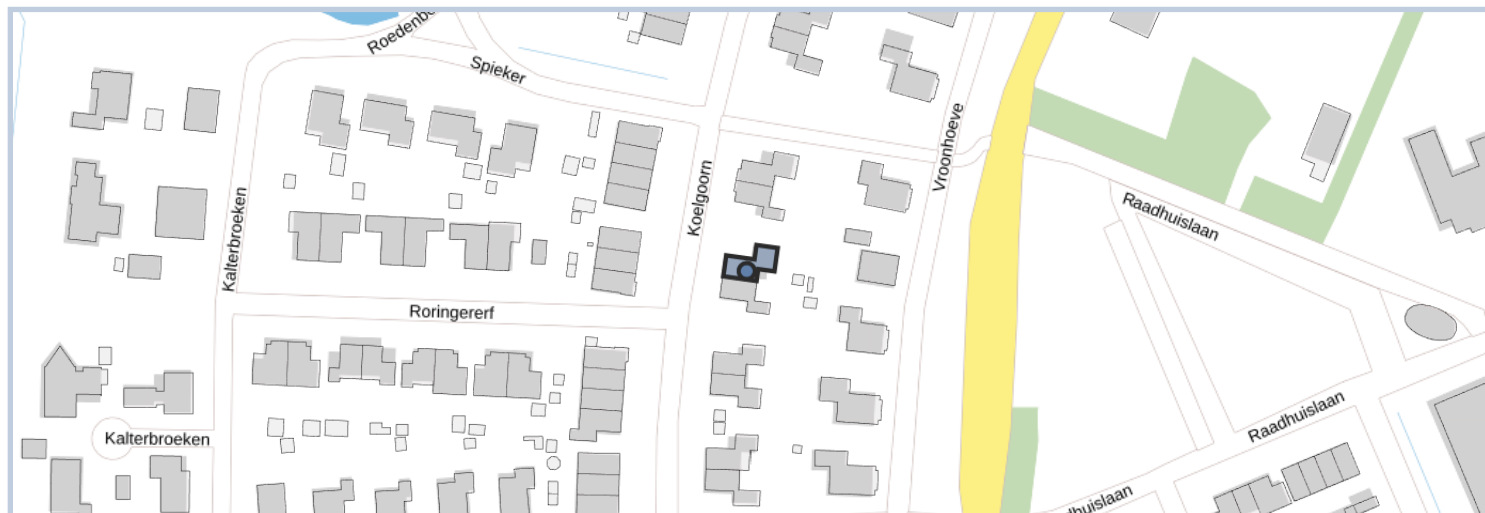 Spieker
Koelgoorn
Vroonhoeve
Kalterbroeken
Raadhuislaan
Roringererf
Raadhuislaan
Kalterbroeken